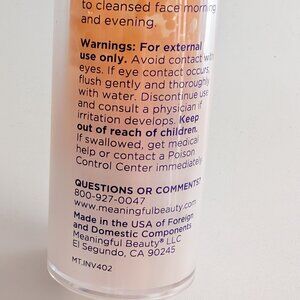 to cleansed face morning
and evening.
Warnings: For external
use only. Avoid contact with
eyes. If eye contact occurs,
flush gently and thoroughly
with water. Discontinue use
and consult a physician if
irritation develops. Keep
out of reach of children.
If swallowed, get medical
help or contact a Poison
Control Center immediately.
QUESTIONS OR COMMENTS?
800-927-0047
www.meaningfulbeauty.com
Made in the USA of Foreign
and Domestic Components
Meaningful Beauty® LLC
El Segundo, CA 90245
MT.INV402